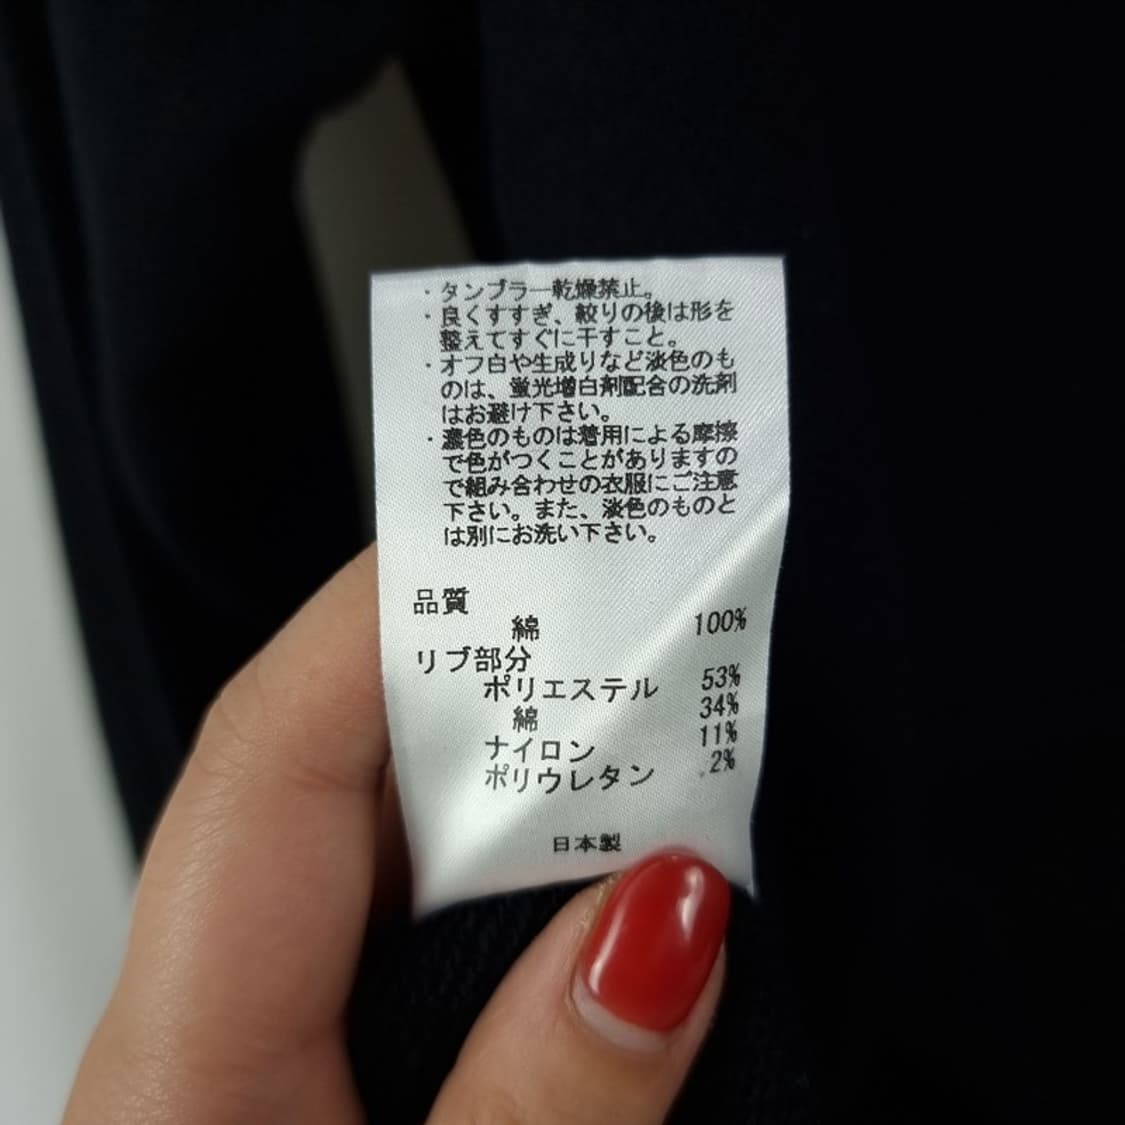 ・タンブラー乾燥禁止。
・良くすすぎ、絞りの後は形を
整えてすぐに干すこと。
・オフ白や生成りなど淡色のも
のは、蛍光増白剤配合の洗剤
はお避け下さい。
・濃色のものは着用による摩擦
で色がつくことがありますの
で組み合わせの衣服にご注意
下さい。また、淡色のものと
は別にお洗い下さい。
品質
綿 100%
リブ部分
ポリエステル 53%
綿 34%
ナイロン 11%
ポリウレタン 2%
日本製